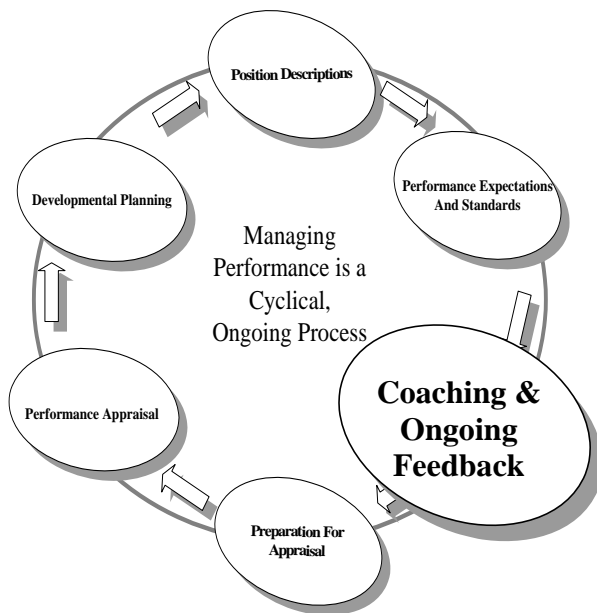 Position Descriptions
Performance Expectations
And Standards
Developmental Planning
Managing
Performance is a
Cyclical,
Ongoing Process
Coaching &
Ongoing
Feedback
Performance Appraisal
Preparation For
Appraisal